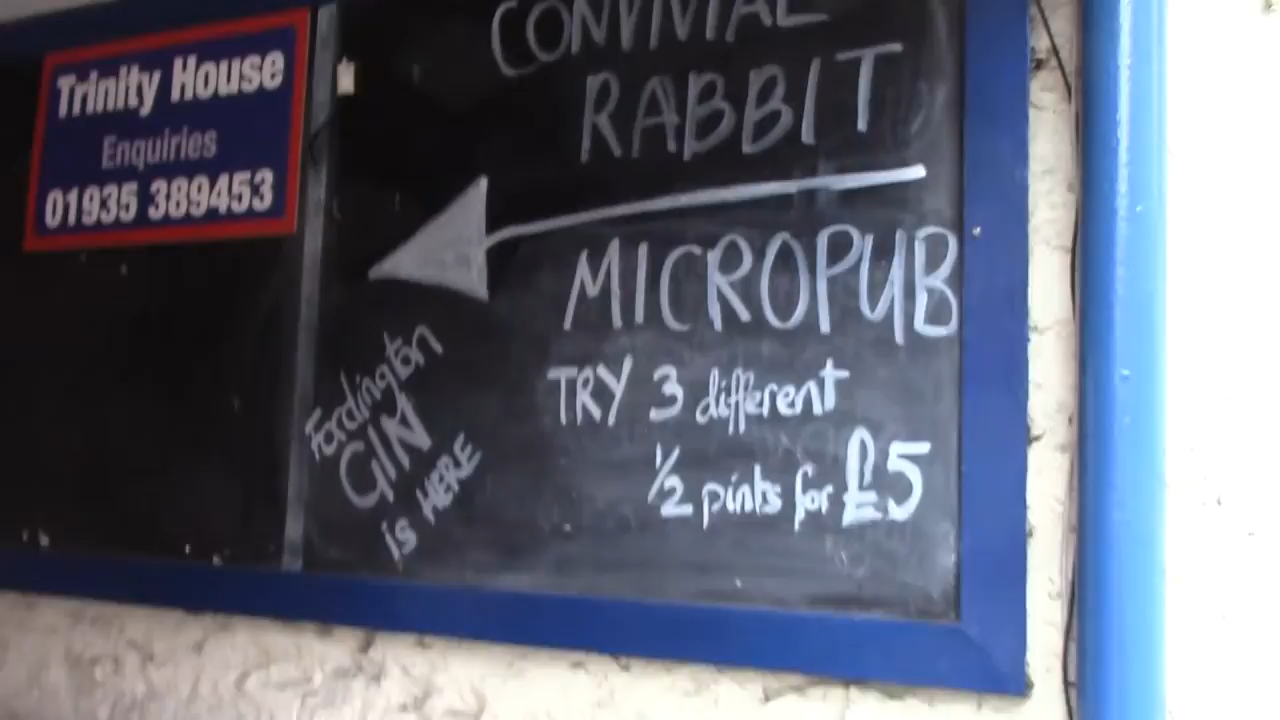 Trinity House
Enquiries
01935 389453
CONVIVIAL
RABBIT
MICROPUB
TRY 3 different
1/2 pints for £5
Fordington
GIN
is HERE